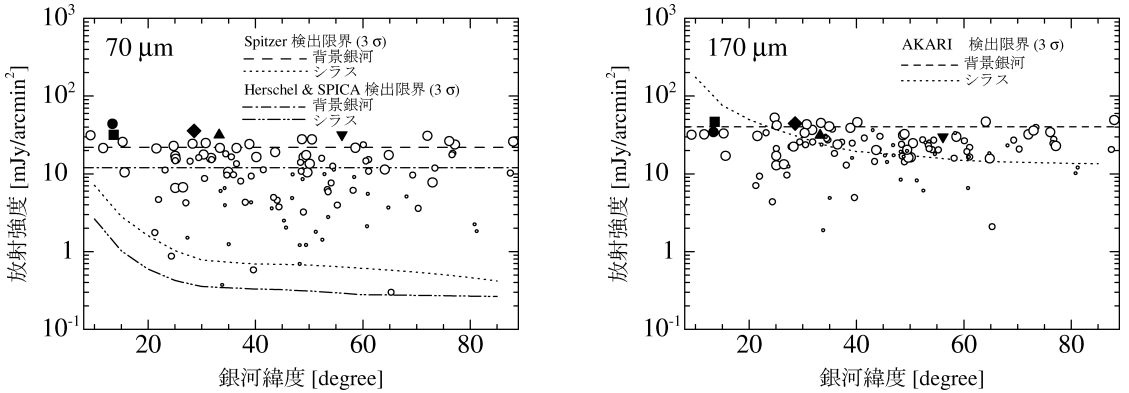 10³
10²
10
1
10⁻¹
放射強度 [mJy/arcmin²]
70 μm
Spitzer 検出限界 (3 σ)
背景銀河
シラス
Herschel & SPICA 検出限界 (3 σ)
背景銀河
シラス
20 40 60 80
銀河緯度 [degree]
10³
10²
10
1
10⁻¹
放射強度 [mJy/arcmin²]
170 μm
AKARI 検出限界 (3 σ)
背景銀河
シラス
20 40 60 80
銀河緯度 [degree]